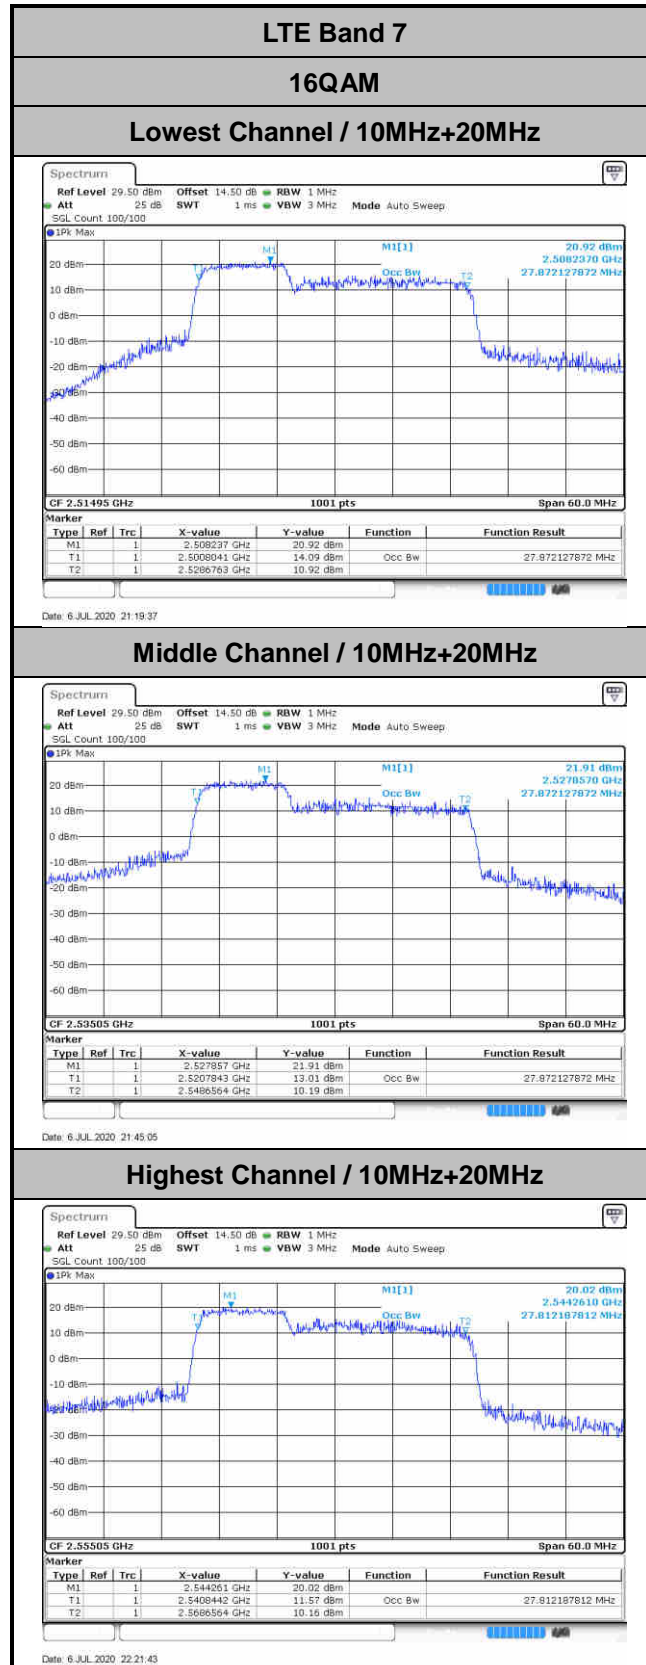 LTE Band 7
16QAM
Lowest Channel / 10MHz+20MHz
Spectrum
Ref Level 29.50 dBm Offset 14.50 dB RBW 1 MHz
Att 25 dB SWT 1 ms VBW 3 MHz Mode Auto Sweep
SGL Count 100/100
1Pk Max
M1[1] 20.92 dBm
2.5082370 GHz
Occ Bw 27.872127872 MHz
M1
T1
T2
20 dBm
10 dBm
0 dBm
-10 dBm
-20 dBm
-30 dBm
-40 dBm
-50 dBm
-60 dBm
CF 2.51495 GHz 1001 pts Span 60.0 MHz
Marker
Type Ref Trc X-value Y-value Function Function Result
M1 1 2.508237 GHz 20.92 dBm
T1 1 2.5008041 GHz 14.09 dBm Occ Bw 27.872127872 MHz
T2 1 2.5286763 GHz 10.92 dBm
Date: 6.JUL.2020 21:19:37
Middle Channel / 10MHz+20MHz
Spectrum
Ref Level 29.50 dBm Offset 14.50 dB RBW 1 MHz
Att 25 dB SWT 1 ms VBW 3 MHz Mode Auto Sweep
SGL Count 100/100
1Pk Max
M1[1] 21.91 dBm
2.5278570 GHz
Occ Bw 27.872127872 MHz
M1
T1
T2
20 dBm
10 dBm
0 dBm
-10 dBm
-20 dBm
-30 dBm
-40 dBm
-50 dBm
-60 dBm
CF 2.53505 GHz 1001 pts Span 60.0 MHz
Marker
Type Ref Trc X-value Y-value Function Function Result
M1 1 2.527857 GHz 21.91 dBm
T1 1 2.5207843 GHz 13.01 dBm Occ Bw 27.872127872 MHz
T2 1 2.5486564 GHz 10.19 dBm
Date: 6.JUL.2020 21:45:05
Highest Channel / 10MHz+20MHz
Spectrum
Ref Level 29.50 dBm Offset 14.50 dB RBW 1 MHz
Att 25 dB SWT 1 ms VBW 3 MHz Mode Auto Sweep
SGL Count 100/100
1Pk Max
M1[1] 20.02 dBm
2.5442610 GHz
Occ Bw 27.812187812 MHz
M1
T1
T2
20 dBm
10 dBm
0 dBm
-10 dBm
-20 dBm
-30 dBm
-40 dBm
-50 dBm
-60 dBm
CF 2.55505 GHz 1001 pts Span 60.0 MHz
Marker
Type Ref Trc X-value Y-value Function Function Result
M1 1 2.544261 GHz 20.02 dBm
T1 1 2.5408442 GHz 11.57 dBm Occ Bw 27.812187812 MHz
T2 1 2.5686564 GHz 10.16 dBm
Date: 6.JUL.2020 22:21:43